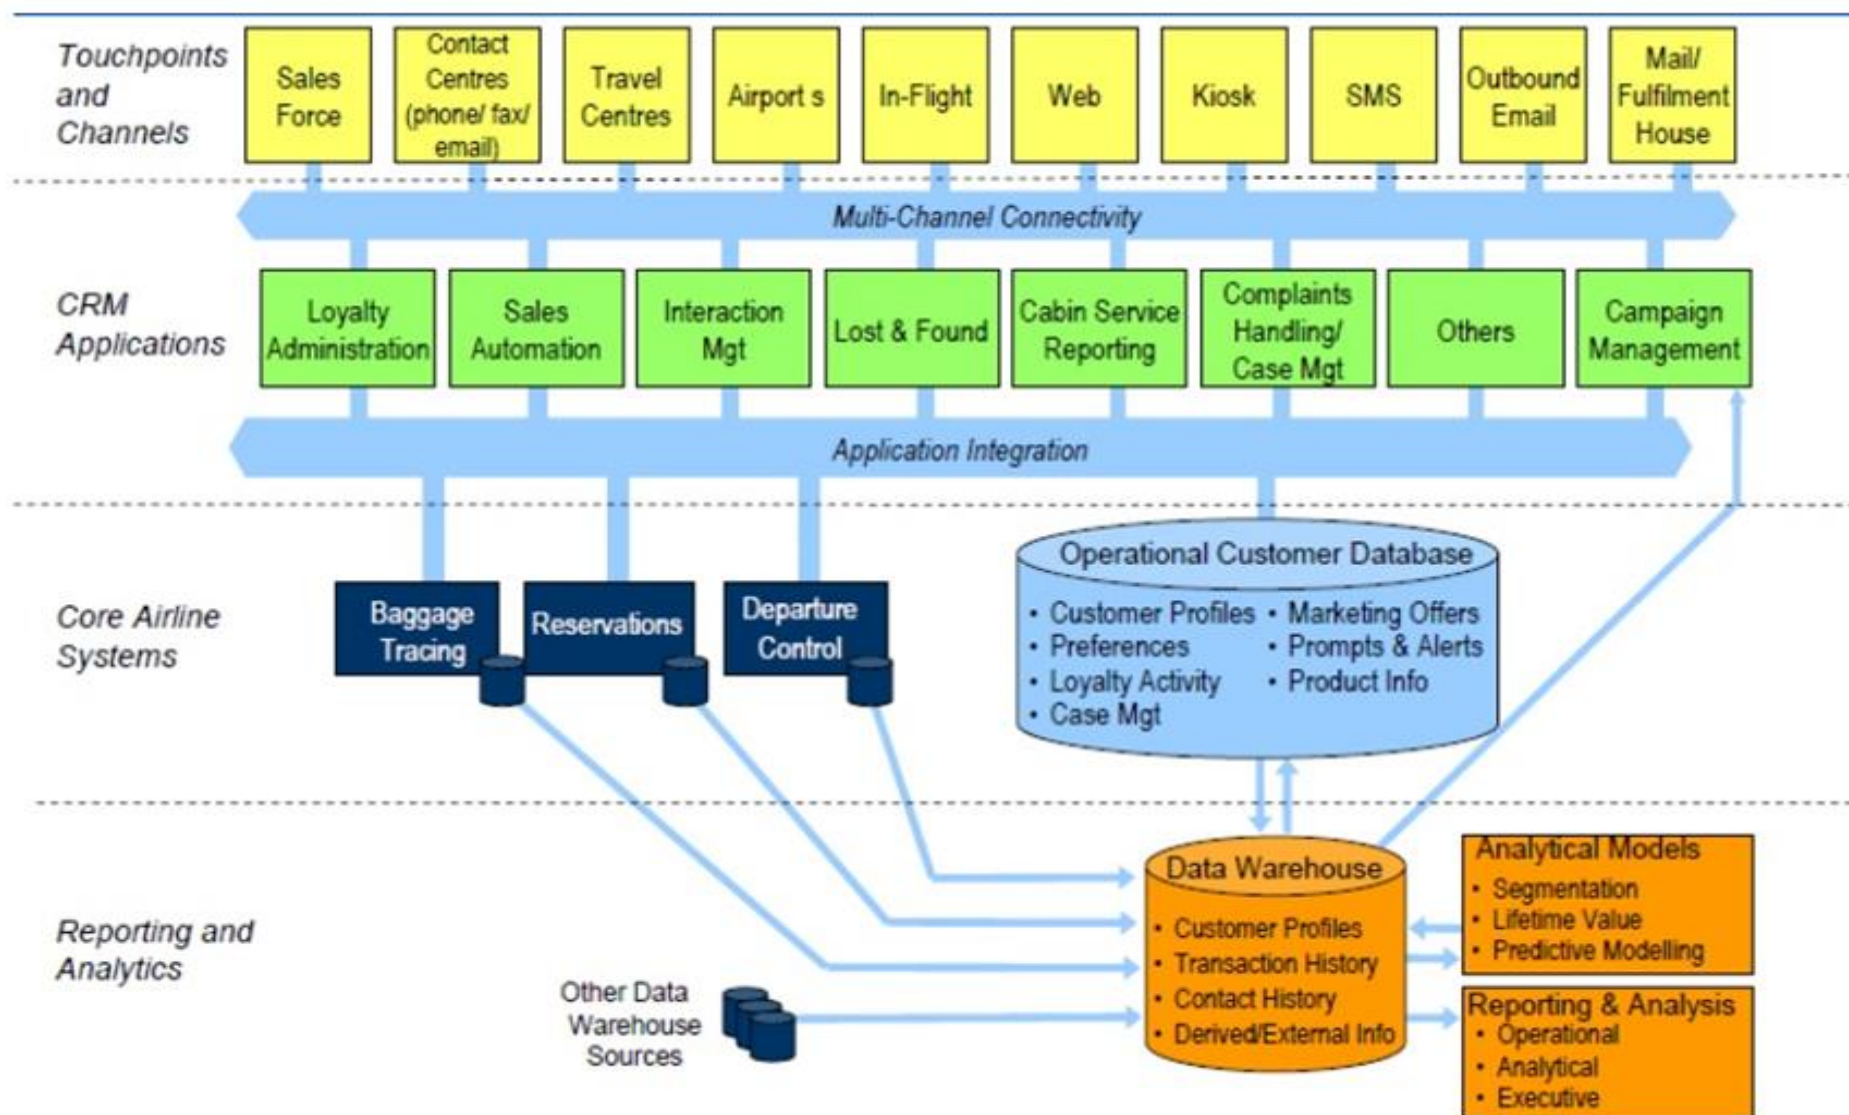 Touchpoints
and
Channels
Sales
Force
Contact
Centres
(phone/ fax/
email)
Travel
Centres
Airport s
In-Flight
Web
Kiosk
SMS
Outbound
Email
Mail/
Fulfilment
House
Multi-Channel Connectivity
CRM
Applications
Loyalty
Administration
Sales
Automation
Interaction
Mgt
Lost & Found
Cabin Service
Reporting
Complaints
Handling/
Case Mgt
Others
Campaign
Management
Application Integration
Core Airline
Systems
Baggage
Tracing
Reservations
Departure
Control
Operational Customer Database
• Customer Profiles
• Preferences
• Loyalty Activity
• Case Mgt
• Marketing Offers
• Prompts & Alerts
• Product Info
Reporting and
Analytics
Other Data
Warehouse
Sources
Data Warehouse
• Customer Profiles
• Transaction History
• Contact History
• Derived/External Info
Analytical Models
• Segmentation
• Lifetime Value
• Predictive Modelling
Reporting & Analysis
• Operational
• Analytical
• Executive